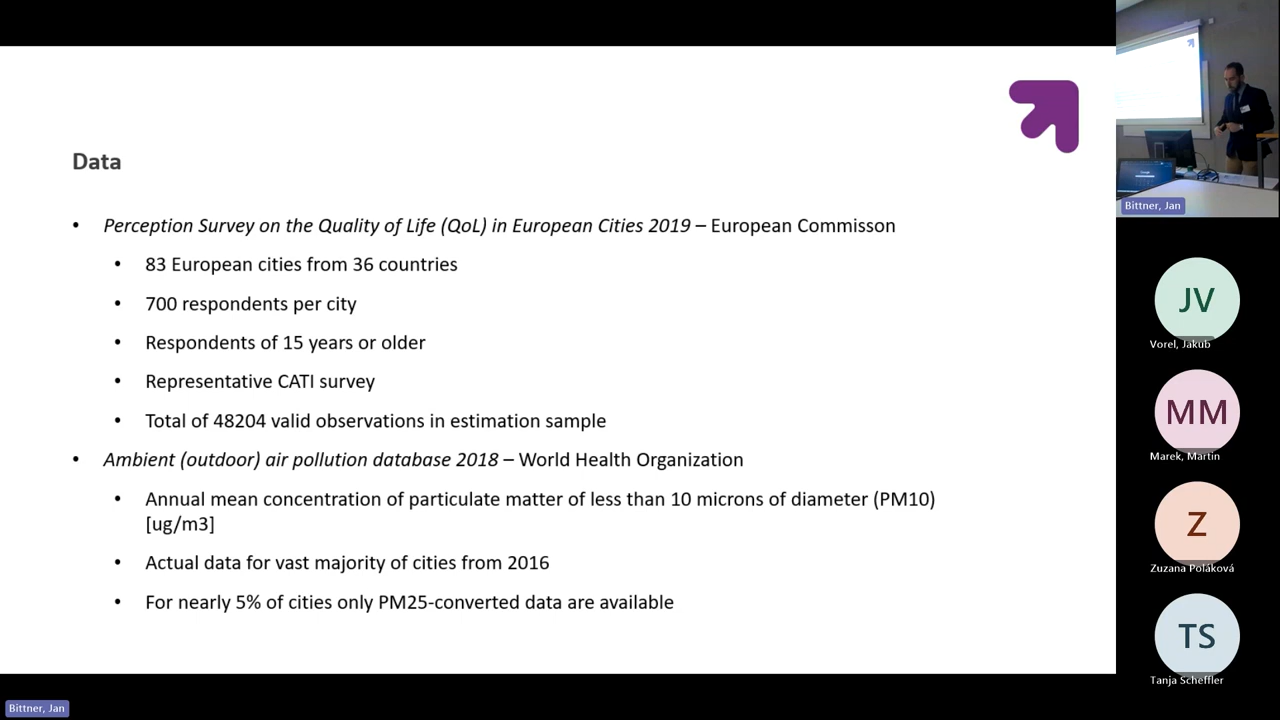 Data
• Perception Survey on the Quality of Life (QoL) in European Cities 2019 – European Commisson
• 83 European cities from 36 countries
• 700 respondents per city
• Respondents of 15 years or older
• Representative CATI survey
• Total of 48204 valid observations in estimation sample
• Ambient (outdoor) air pollution database 2018 – World Health Organization
• Annual mean concentration of particulate matter of less than 10 microns of diameter (PM10)
[ug/m3]
• Actual data for vast majority of cities from 2016
• For nearly 5% of cities only PM25-converted data are available
Bittner, Jan
JV
Vorel, Jakub
MM
Marek, Martin
Z
Zuzana Poláková
TS
Tanja Scheffler
Bittner, Jan